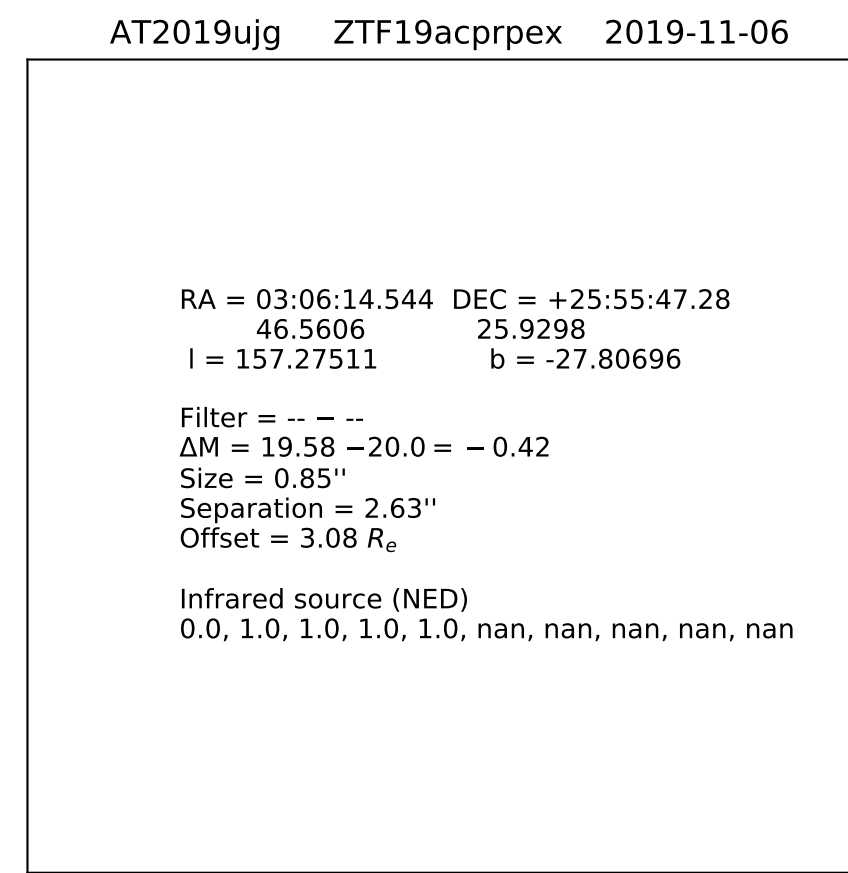 AT2019ujg ZTF19acprpex 2019-11-06
RA = 03:06:14.544 DEC = +25:55:47.28
46.5606 25.9298
l = 157.27511 b = -27.80696
Filter = -- − --
ΔM = 19.58 −20.0 = − 0.42
Size = 0.85''
Separation = 2.63''
Offset = 3.08 Re
Infrared source (NED)
0.0, 1.0, 1.0, 1.0, 1.0, nan, nan, nan, nan, nan